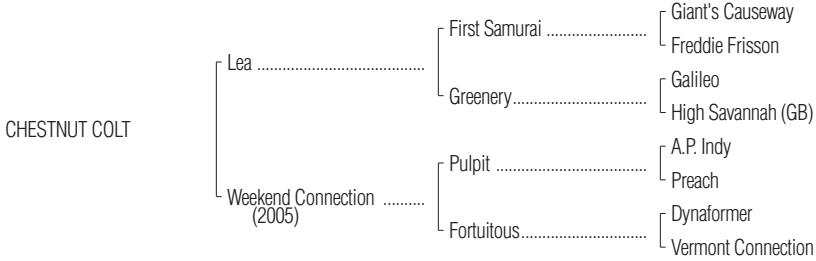 Giant's Causeway
First Samurai ........................
Freddie Frisson
Lea ........................................
Galileo
Greenery................................
High Savannah (GB)
CHESTNUT COLT
A.P. Indy
Pulpit ....................................
Preach
Weekend Connection ..........
(2005)
Dynaformer
Fortuitous..............................
Vermont Connection